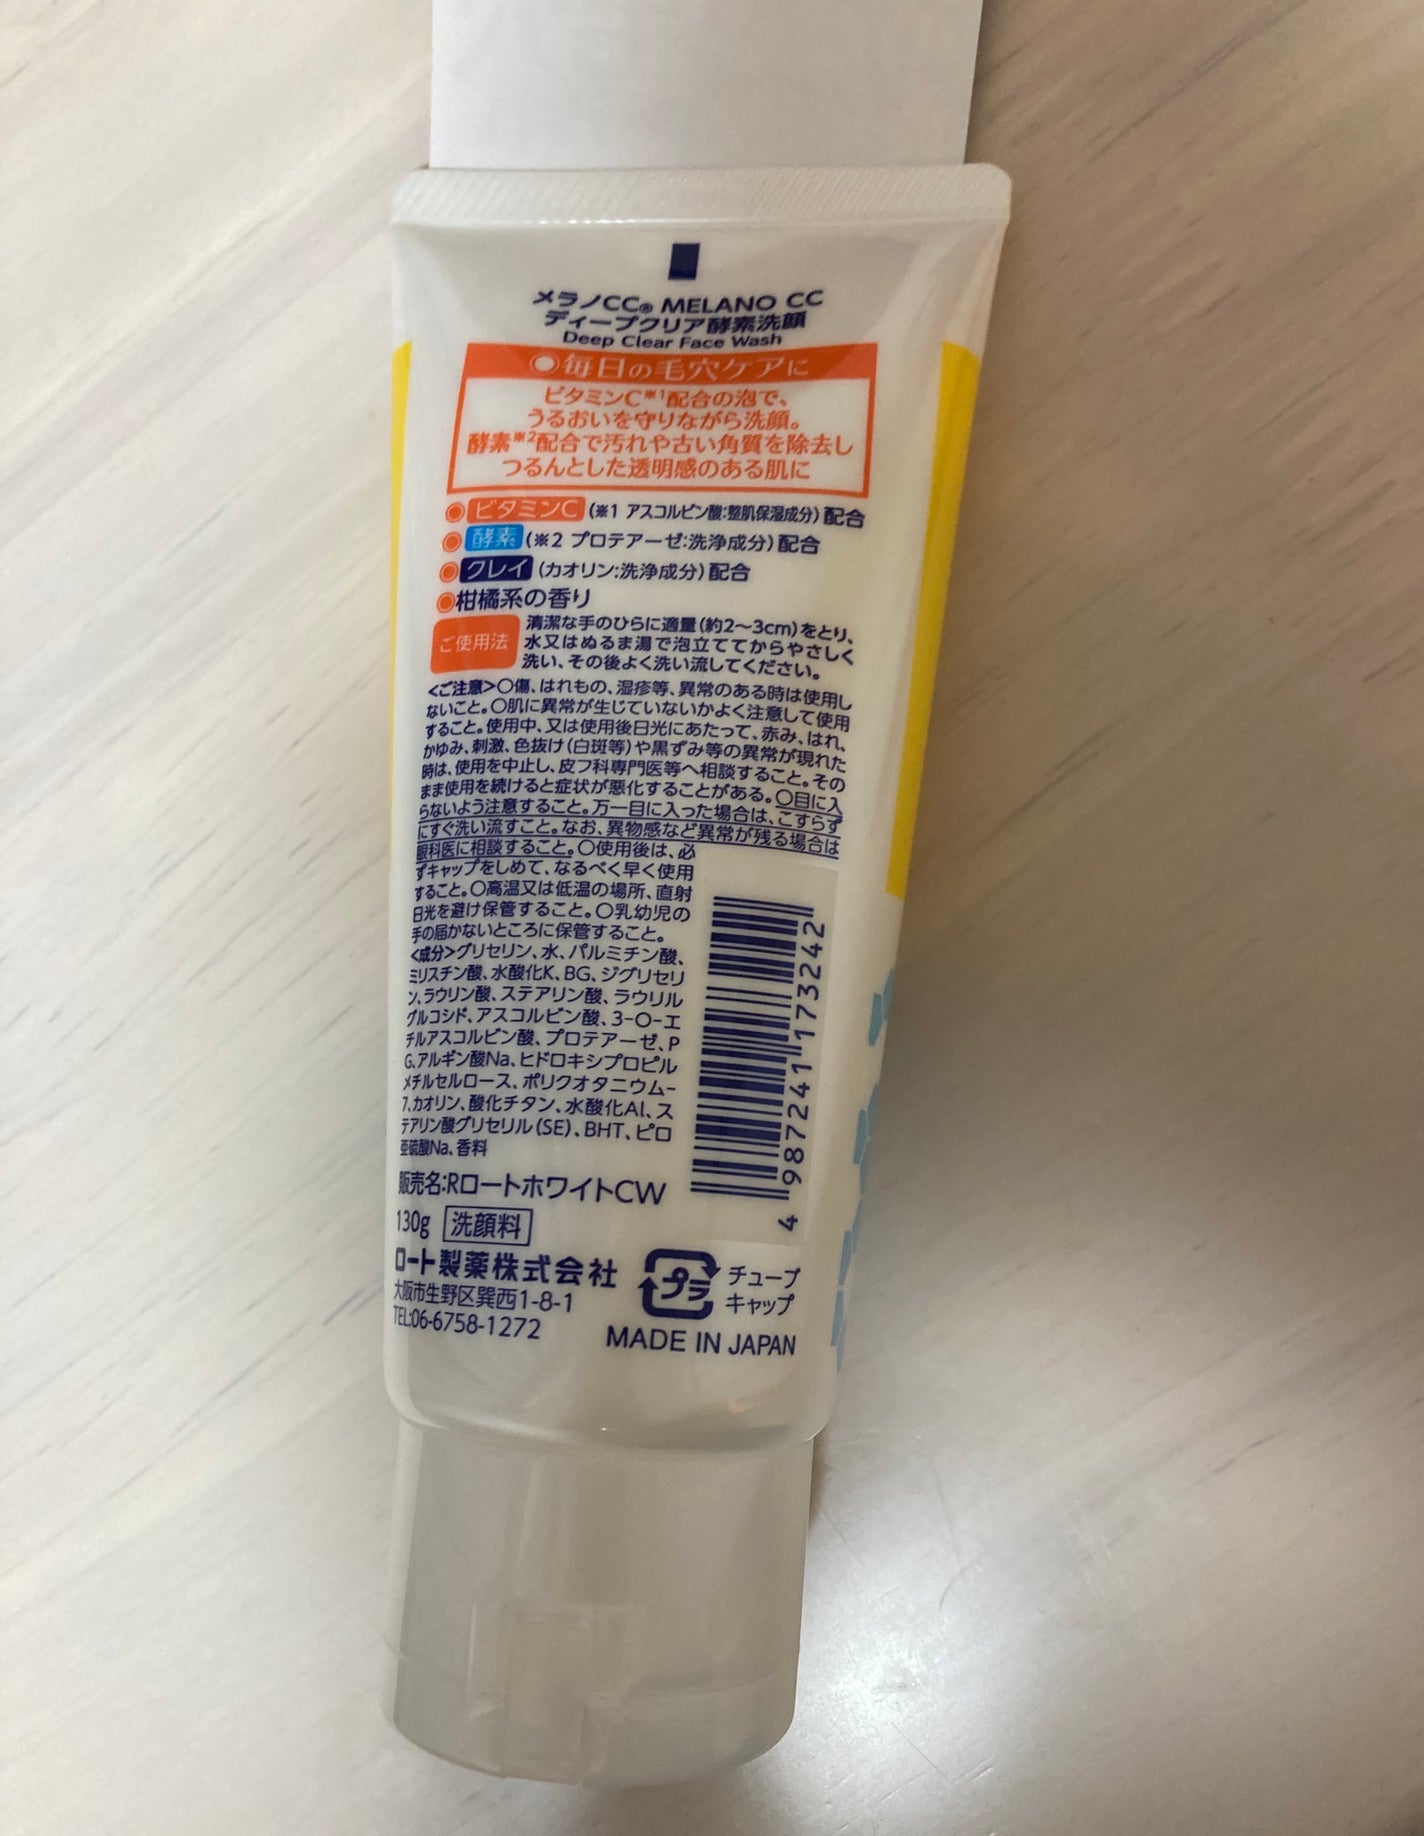 メラノCC® MELANO CC
ディープクリア酵素洗顔
Deep Clear Face Wash
毎日の毛穴ケアに
ビタミンC※1配合の泡で、
うるおいを守りながら洗顔。
酵素※2配合で汚れや古い角質を除去し
つるんとした透明感のある肌に
ビタミンC(※1 アスコルビン酸:整肌保湿成分)配合
酵素(※2 プロテアーゼ:洗浄成分)配合
クレイ(カオリン:洗浄成分)配合
柑橘系の香り
ご使用法
清潔な手のひらに適量(約2〜3cm)をとり、
水又はぬるま湯で泡立ててからやさしく
洗い、その後よく洗い流してください。
<ご注意>○傷、はれもの、湿疹等、異常のある時は使用し
ないこと。○肌に異常が生じていないかよく注意して使用
すること。使用中、又は使用後日光にあたって、赤み、はれ、
かゆみ、刺激、色抜け(白斑等)や黒ずみ等の異常が現れた
時は、使用を中止し、皮フ科専門医等へ相談すること。その
まま使用を続けると症状が悪化することがある。○目に入
らないよう注意すること。万一目に入った場合は、こすらず
にすぐ洗い流すこと。なお、異物感など異常が残る場合は
眼科医に相談すること。○使用後は、必
ずキャップをしめて、なるべく早く使用
すること。○高温又は低温の場所、直射
日光を避け保管すること。○乳幼児の
手の届かないところに保管すること。
<成分>グリセリン、水、パルミチン酸、
ミリスチン酸、水酸化K、BG、ジグリセリ
ン、ラウリン酸、ステアリン酸、ラウリル
グルコシド、アスコルビン酸、3-O-エ
チルアスコルビン酸、プロテアーゼ、P
G、アルギン酸Na、ヒドロキシプロピル
メチルセルロース、ポリクオタニウム-
7、カオリン、酸化チタン、水酸化Al、ス
テアリン酸グリセリル(SE)、BHT、ピロ
亜硫酸Na、香料
4 987241 173242
販売名:RロートホワイトCW
130g 洗顔料
ロート製薬株式会社
大阪市生野区巽西1-8-1
TEL:06-6758-1272
プラ
チューブ
キャップ
MADE IN JAPAN